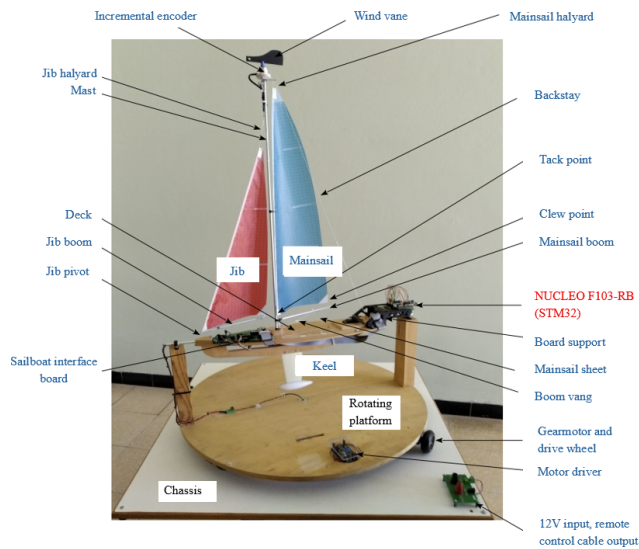 Incremental encoder
Wind vane
Mainsail halyard
Jib halyard
Mast
Backstay
Tack point
Deck
Clew point
Jib boom
Mainsail boom
Jib pivot
Jib
Mainsail
NUCLEO F103-RB
(STM32)
Board support
Sailboat interface
board
Keel
Mainsail sheet
Boom vang
Rotating
platform
Gearmotor and
drive wheel
Motor driver
Chassis
12V input, remote
control cable output